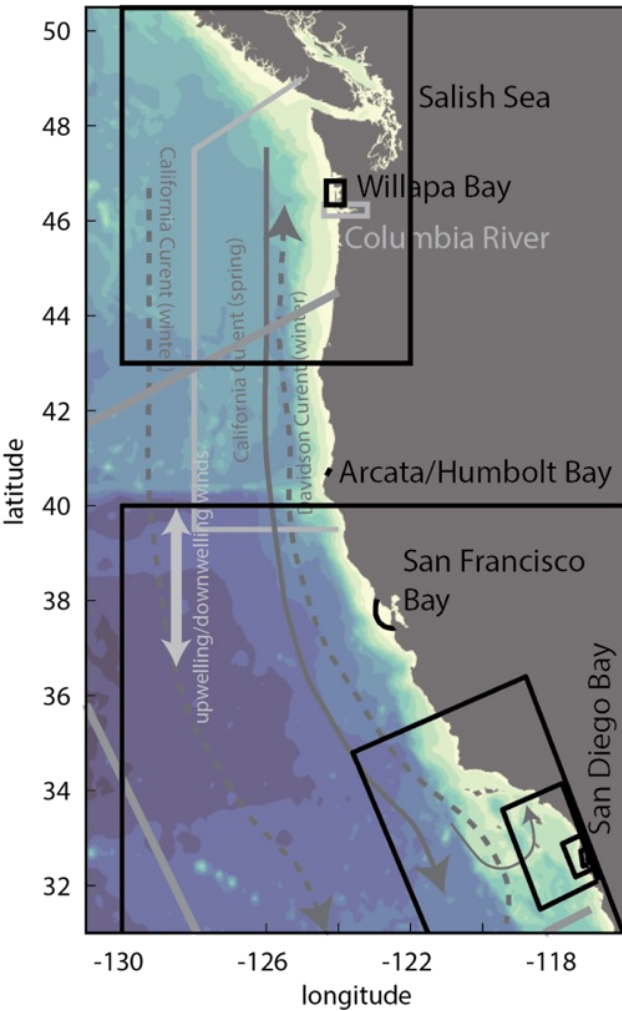 50
48
46
44
42
40
38
36
34
32
latitude
-130
-126
-122
-118
longitude
Salish Sea
Willapa Bay
Columbia River
California Curent (winter)
California Curent (spring)
Davidson Curent (winter)
Arcata/Humbolt Bay
upwelling/downwelling winds
San Francisco
Bay
San Diego Bay